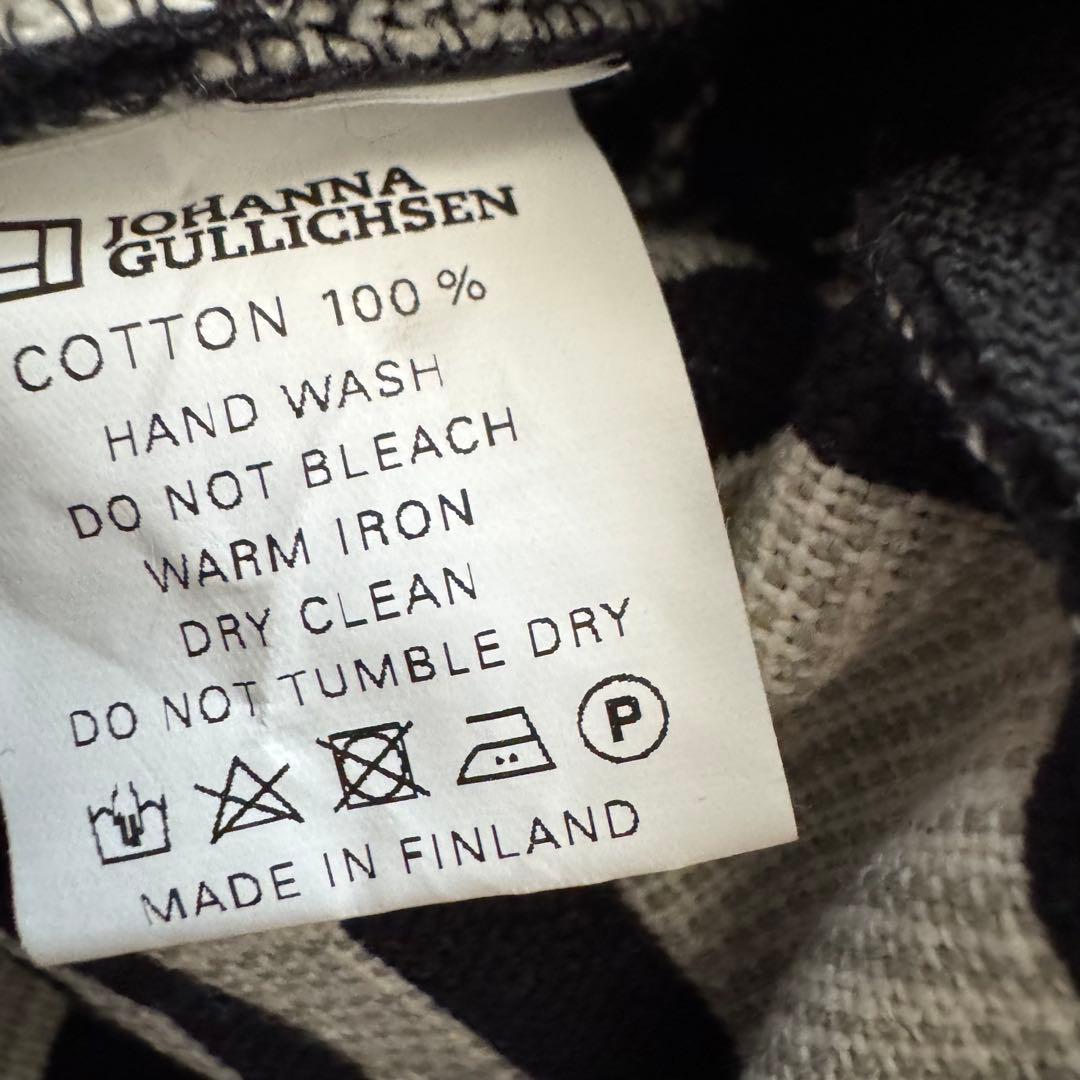 JOHANNA
GULLICHSEN
COTTON 100 %
HAND WASH
DO NOT BLEACH
WARM IRON
DRY CLEAN
DO NOT TUMBLE DRY
P
MADE IN FINLAND